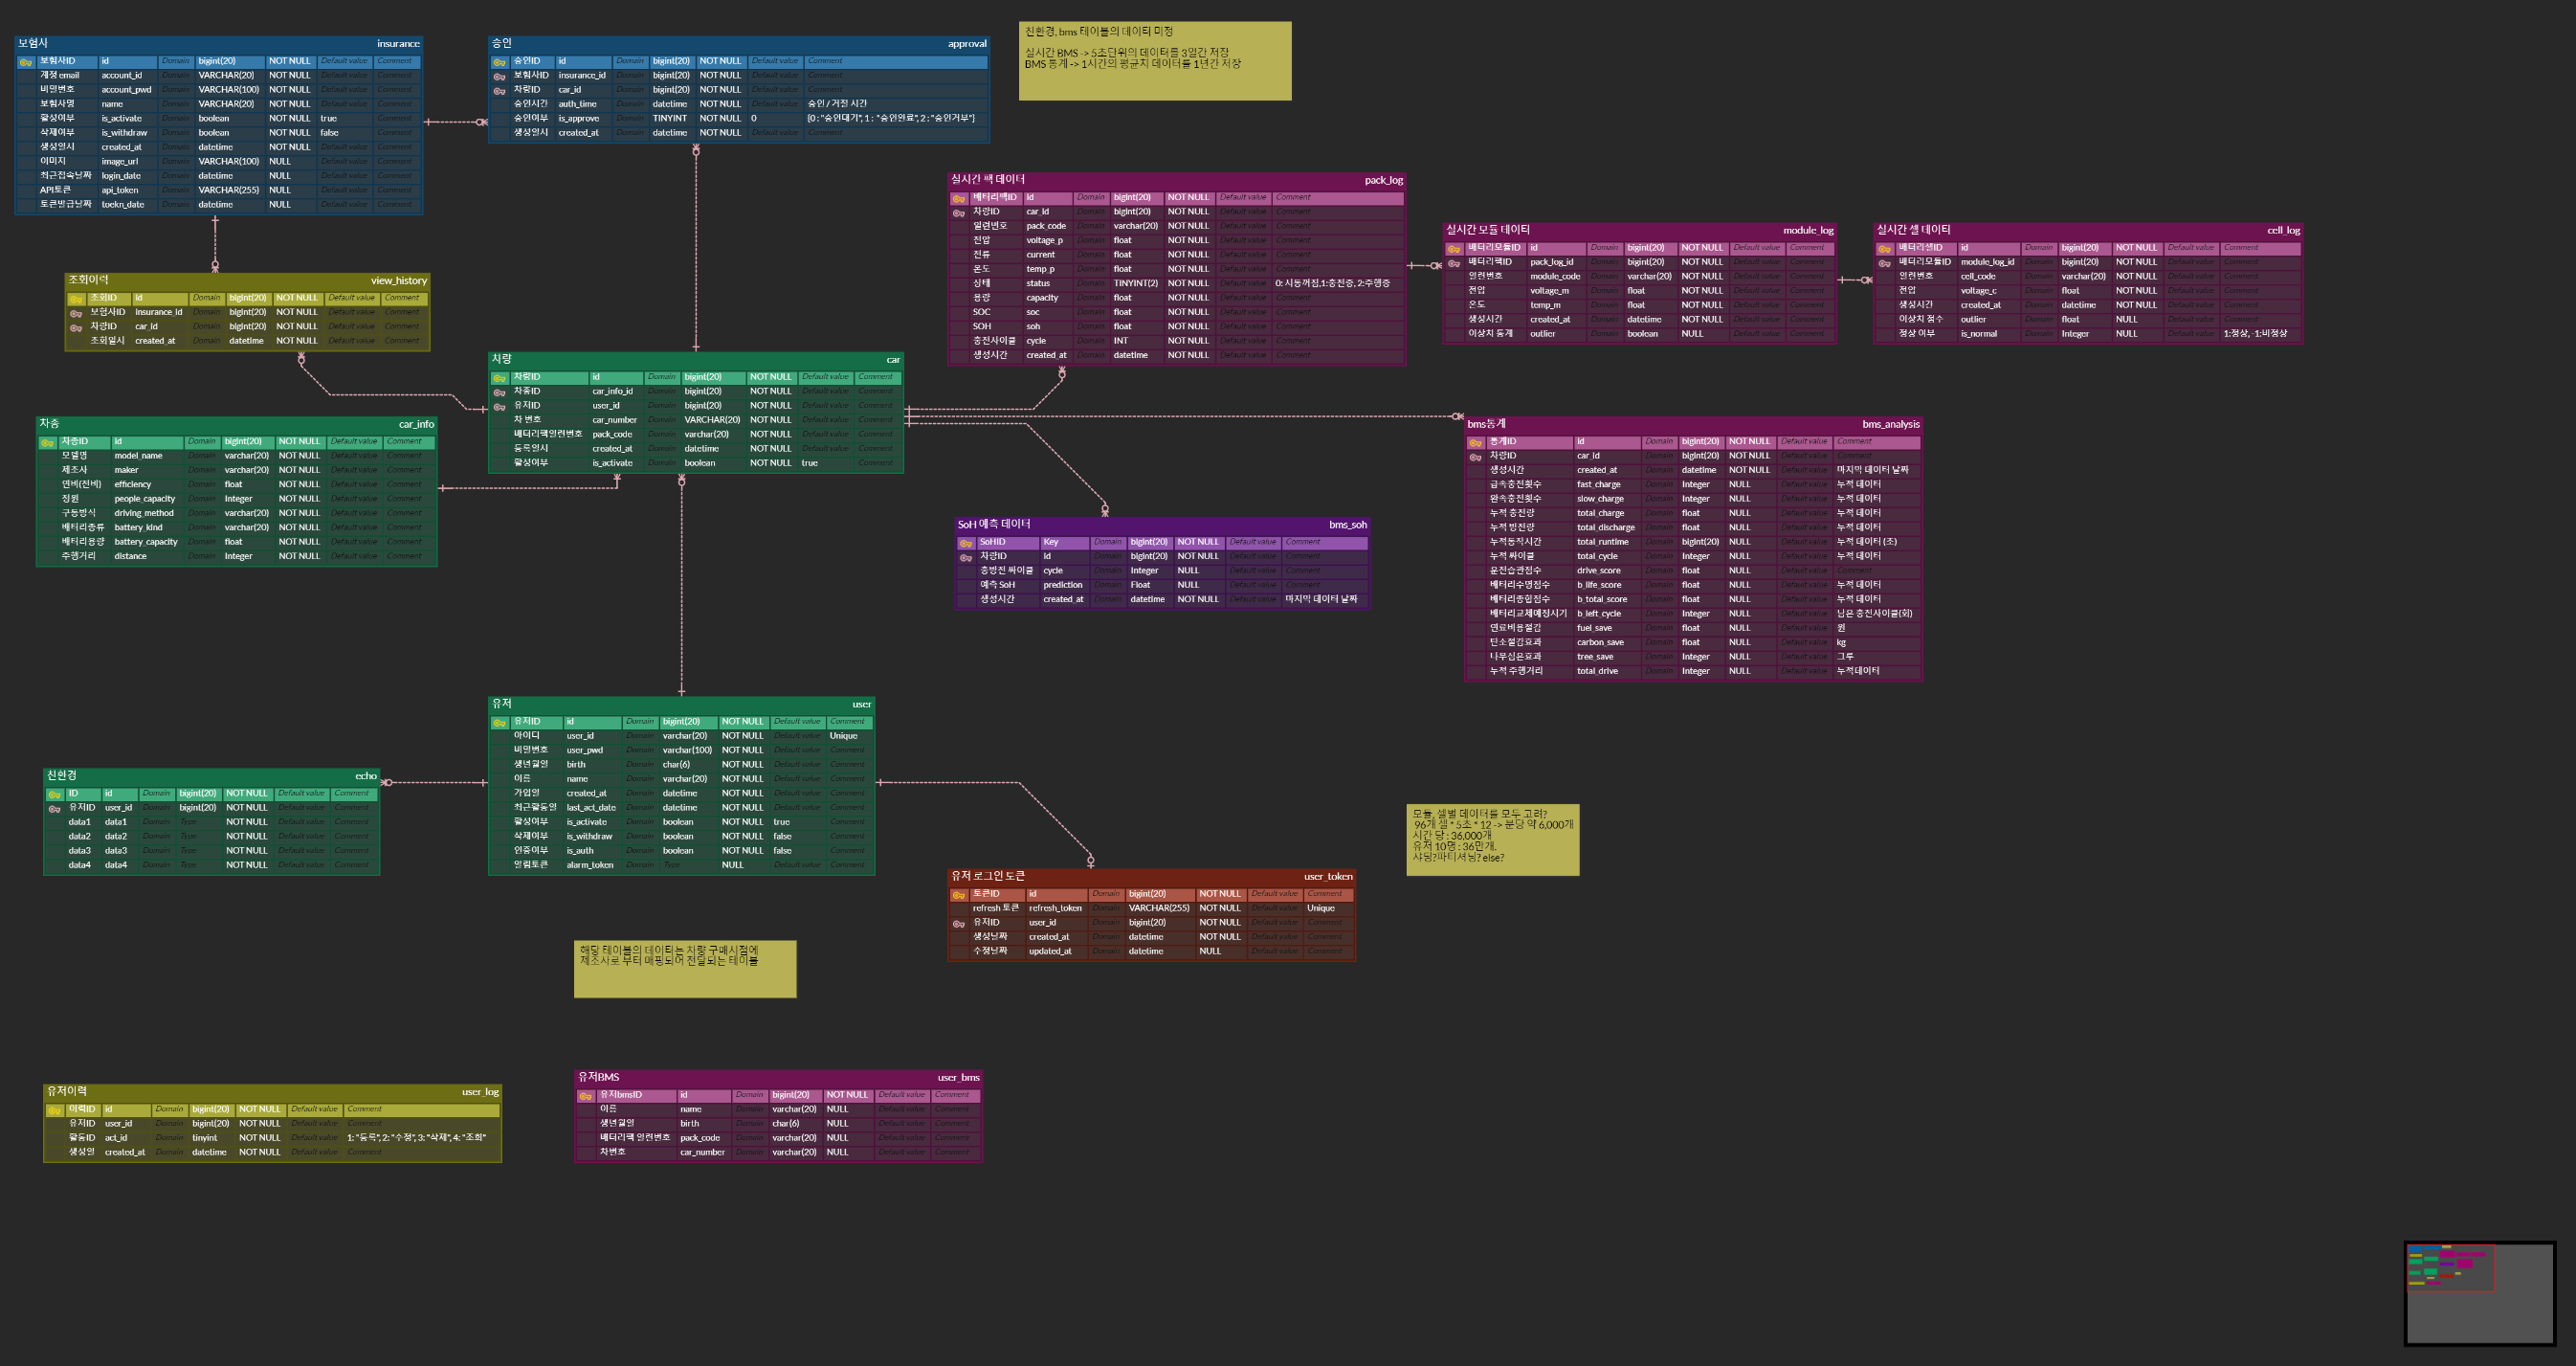 보험사 insurance
보험사ID id Domain bigint(20) NOT NULL Default value Comment
계정 email account_id Domain VARCHAR(20) NOT NULL Default value Comment
비밀번호 account_pwd Domain VARCHAR(100) NOT NULL Default value Comment
보험사명 name Domain VARCHAR(20) NOT NULL Default value Comment
활성여부 is_activate Domain boolean NOT NULL true Comment
삭제여부 is_withdraw Domain boolean NOT NULL false Comment
생성일시 created_at Domain datetime NOT NULL Default value Comment
이미지 image_url Domain VARCHAR(100) NULL Default value Comment
최근접속날짜 login_date Domain datetime NULL Default value Comment
API토큰 api_token Domain VARCHAR(255) NULL Default value Comment
토큰발급날짜 toekn_date Domain datetime NULL Default value Comment
승인 approval
승인ID id Domain bigint(20) NOT NULL Default value Comment
보험사ID insurance_id Domain bigint(20) NOT NULL Default value Comment
차량ID car_id Domain bigint(20) NOT NULL Default value Comment
승인시간 auth_time Domain datetime NOT NULL Default value 승인 / 거절 시간
승인여부 is_approve Domain TINYINT NOT NULL 0 {0 : "승인대기", 1 : "승인완료", 2 : "승인거부"}
생성일시 created_at Domain datetime NOT NULL Default value Comment
친환경, bms 테이블의 데이터 미정
실시간 BMS -> 5초단위의 데이터를 3일간 저장
BMS 통계 -> 1시간의 평균치 데이터를 1년간 저장
실시간 팩 데이터 pack_log
배터리팩ID id Domain bigint(20) NOT NULL Default value Comment
차량ID car_id Domain bigint(20) NOT NULL Default value Comment
일련번호 pack_code Domain varchar(20) NOT NULL Default value Comment
전압 voltage_p Domain float NOT NULL Default value Comment
전류 current Domain float NOT NULL Default value Comment
온도 temp_p Domain float NOT NULL Default value Comment
상태 status Domain TINYINT(2) NOT NULL Default value 0: 시동꺼짐,1:충전중, 2:주행중
용량 capacity Domain float NOT NULL Default value Comment
SOC soc Domain float NOT NULL Default value Comment
SOH soh Domain float NOT NULL Default value Comment
충전사이클 cycle Domain INT NOT NULL Default value Comment
생성시간 created_at Domain datetime NOT NULL Default value Comment
실시간 모듈 데이터 module_log
배터리모듈ID id Domain bigint(20) NOT NULL Default value Comment
배터리팩ID pack_log_id Domain bigint(20) NOT NULL Default value Comment
일련번호 module_code Domain varchar(20) NOT NULL Default value Comment
전압 voltage_m Domain float NOT NULL Default value Comment
온도 temp_m Domain float NOT NULL Default value Comment
생성시간 created_at Domain datetime NOT NULL Default value Comment
이상치 통계 outlier Domain boolean NULL Default value Comment
실시간 셀 데이터 cell_log
배터리셀ID id Domain bigint(20) NOT NULL Default value Comment
배터리모듈ID module_log_id Domain bigint(20) NOT NULL Default value Comment
일련번호 cell_code Domain varchar(20) NOT NULL Default value Comment
전압 voltage_c Domain float NOT NULL Default value Comment
생성시간 created_at Domain datetime NOT NULL Default value Comment
이상치 점수 outlier Domain float NULL Default value Comment
정상 여부 is_normal Domain Integer NULL Default value 1:정상, -1:비정상
조회이력 view_history
조회ID id Domain bigint(20) NOT NULL Default value Comment
보험사ID insurance_id Domain bigint(20) NOT NULL Default value Comment
차량ID car_id Domain bigint(20) NOT NULL Default value Comment
조회일시 created_at Domain datetime NOT NULL Default value Comment
차량 car
차량ID id Domain bigint(20) NOT NULL Default value Comment
차종ID car_info_id Domain bigint(20) NOT NULL Default value Comment
유저ID user_id Domain bigint(20) NOT NULL Default value Comment
차 번호 car_number Domain VARCHAR(20) NOT NULL Default value Comment
배터리팩일련번호 pack_code Domain varchar(20) NOT NULL Default value Comment
등록일시 created_at Domain datetime NOT NULL Default value Comment
활성여부 is_activate Domain boolean NOT NULL true Comment
차종 car_info
차종ID id Domain bigint(20) NOT NULL Default value Comment
모델명 model_name Domain varchar(20) NOT NULL Default value Comment
제조사 maker Domain varchar(20) NOT NULL Default value Comment
연비(전비) efficiency Domain float NOT NULL Default value Comment
정원 people_capacity Domain Integer NOT NULL Default value Comment
구동방식 driving_method Domain varchar(20) NOT NULL Default value Comment
배터리종류 battery_kind Domain varchar(20) NOT NULL Default value Comment
배터리용량 battery_capacity Domain float NOT NULL Default value Comment
주행거리 distance Domain Integer NOT NULL Default value Comment
bms통계 bms_analysis
통계ID id Domain bigint(20) NOT NULL Default value Comment
차량ID car_id Domain bigint(20) NOT NULL Default value Comment
생성시간 created_at Domain datetime NOT NULL Default value 마지막 데이터 날짜
급속충전횟수 fast_charge Domain Integer NULL Default value 누적 데이터
완속충전횟수 slow_charge Domain Integer NULL Default value 누적 데이터
누적 충전량 total_charge Domain float NULL Default value 누적 데이터
누적 방전량 total_discharge Domain float NULL Default value 누적 데이터
누적동작시간 total_runtime Domain bigint(20) NULL Default value 누적 데이터 (초)
누적 싸이클 total_cycle Domain Integer NULL Default value 누적 데이터
운전습관점수 drive_score Domain float NULL Default value Comment
배터리수명점수 b_life_score Domain float NULL Default value 누적 데이터
배터리종합점수 b_total_score Domain float NULL Default value 누적 데이터
배터리교체예정시기 b_left_cycle Domain Integer NULL Default value 남은 충전사이클(회)
연료비용절감 fuel_save Domain float NULL Default value 원
탄소절감효과 carbon_save Domain float NULL Default value kg
나무심은효과 tree_save Domain Integer NULL Default value 그루
누적 주행거리 total_drive Domain Integer NULL Default value 누적데이터
SoH 예측 데이터 bms_soh
SoHID Key Domain bigint(20) NOT NULL Default value Comment
차량ID id Domain bigint(20) NOT NULL Default value Comment
충방전 싸이클 cycle Domain Integer NULL Default value Comment
예측 SoH prediction Domain Float NULL Default value Comment
생성시간 created_at Domain datetime NOT NULL Default value 마지막 데이터 날짜
유저 user
유저ID id Domain bigint(20) NOT NULL Default value Comment
아이디 user_id Domain varchar(20) NOT NULL Default value Unique
비밀번호 user_pwd Domain varchar(100) NOT NULL Default value Comment
생년월일 birth Domain char(6) NOT NULL Default value Comment
이름 name Domain varchar(20) NOT NULL Default value Comment
가입일 created_at Domain datetime NOT NULL Default value Comment
최근활동일 last_act_date Domain datetime NOT NULL Default value Comment
활성여부 is_activate Domain boolean NOT NULL true Comment
삭제여부 is_withdraw Domain boolean NOT NULL false Comment
인증여부 is_auth Domain boolean NOT NULL false Comment
알림토큰 alarm_token Domain Type NULL Default value Comment
친환경 echo
ID id Domain bigint(20) NOT NULL Default value Comment
유저ID user_id Domain bigint(20) NOT NULL Default value Comment
data1 data1 Domain Type NOT NULL Default value Comment
data2 data2 Domain Type NOT NULL Default value Comment
data3 data3 Domain Type NOT NULL Default value Comment
data4 data4 Domain Type NOT NULL Default value Comment
모듈, 셀별 데이터를 모두 고려?
96개 셀 * 5초 * 12 -> 분당 약 6,000개
시간 당 : 36,000개
유저 10명 : 36만개.
샤딩?파티셔닝? else?
유저 로그인 토큰 user_token
토큰ID id Domain bigint(20) NOT NULL Default value Comment
refresh 토큰 refresh_token Domain VARCHAR(255) NOT NULL Default value Unique
유저ID user_id Domain bigint(20) NOT NULL Default value Comment
생성날짜 created_at Domain datetime NOT NULL Default value Comment
수정날짜 updated_at Domain datetime NULL Default value Comment
해당 테이블의 데이터는 차량 구매시점에
제조사로 부터 매핑되어 전달되는 테이블
유저이력 user_log
이력ID id Domain bigint(20) NOT NULL Default value Comment
유저ID user_id Domain bigint(20) NOT NULL Default value Comment
활동ID act_id Domain tinyint NOT NULL Default value 1: "등록", 2: "수정", 3: "삭제", 4: "조회"
생성일 created_at Domain datetime NOT NULL Default value Comment
유저BMS user_bms
유저bmsID id Domain bigint(20) NOT NULL Default value Comment
이름 name Domain varchar(20) NULL Default value Comment
생년월일 birth Domain char(6) NULL Default value Comment
배터리팩 일련번호 pack_code Domain varchar(20) NULL Default value Comment
차번호 car_number Domain varchar(20) NULL Default value Comment